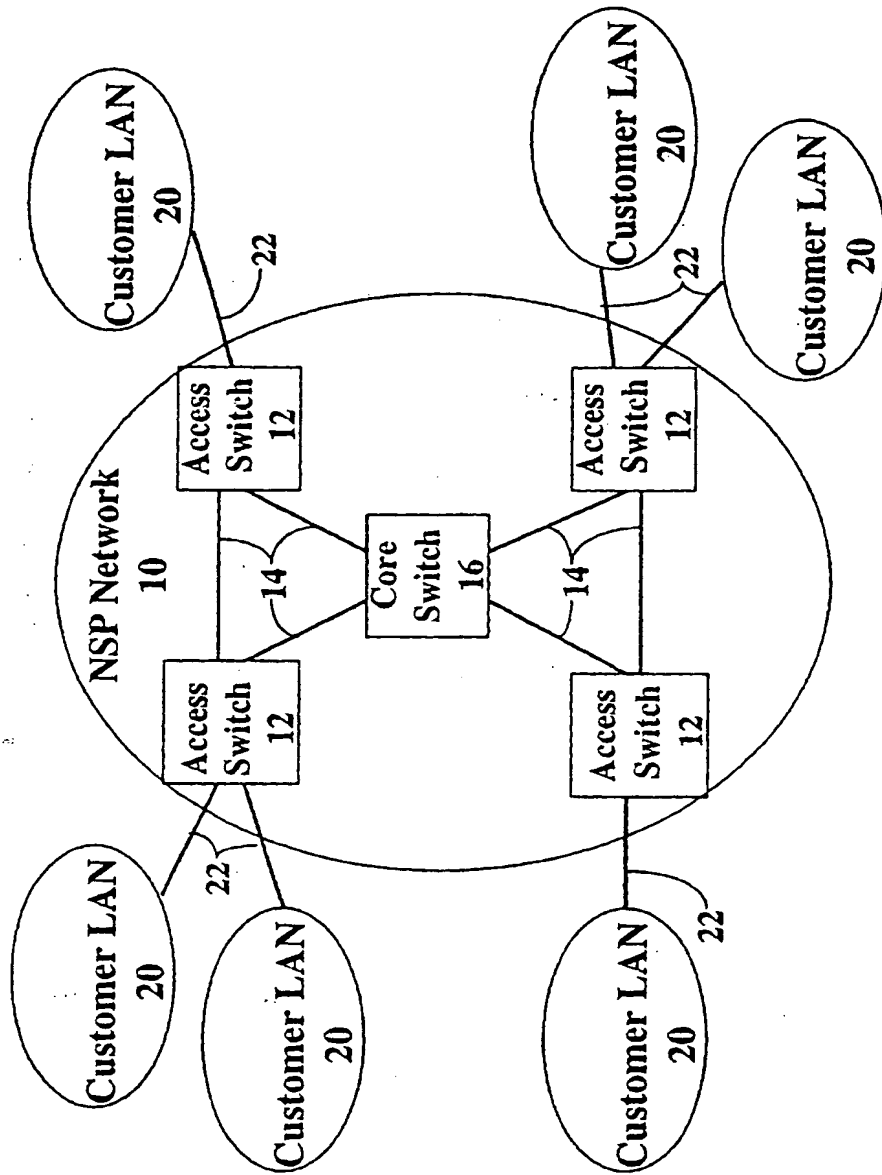 Customer LAN
20
NSP Network
10
Customer LAN
20
22
Access
Switch
12
Access
Switch
12
22
Customer LAN
20
14
Core
Switch
16
14
Customer LAN
20
22
Access
Switch
12
Access
Switch
12
22
Customer LAN
20
Customer LAN
20